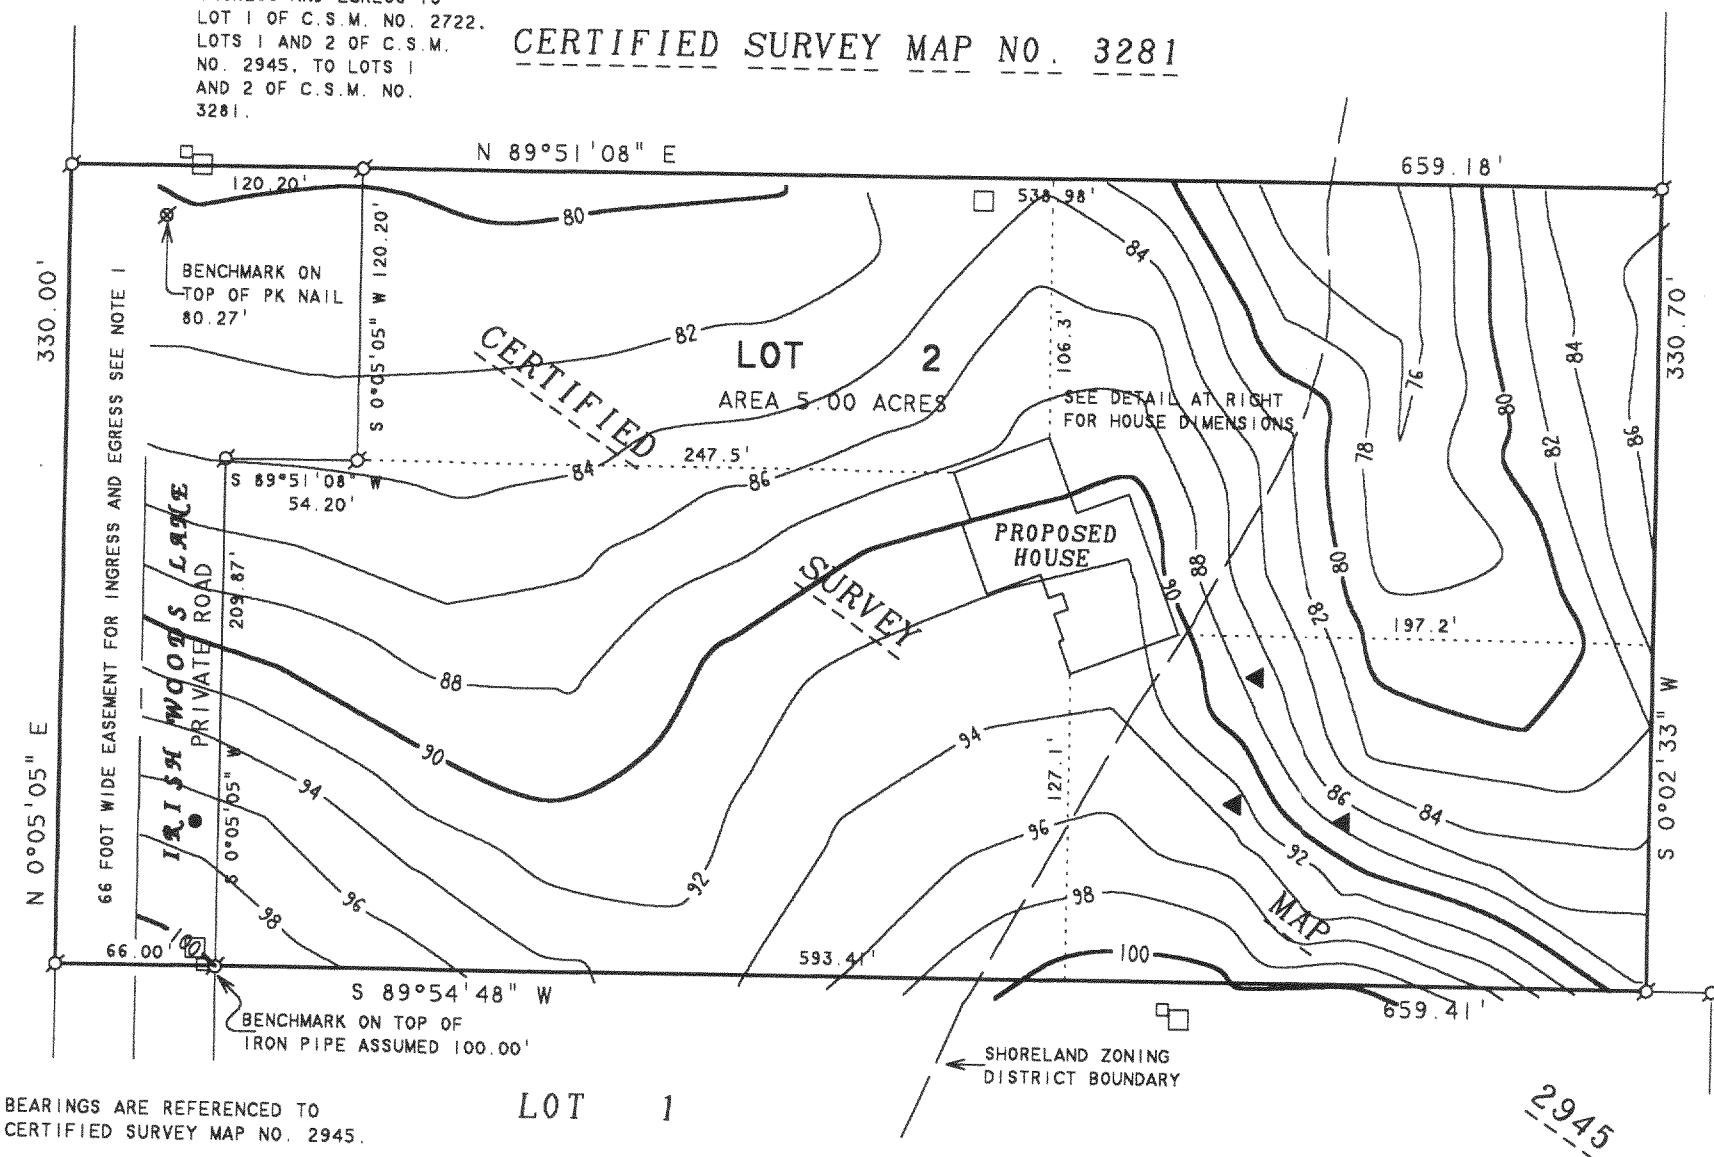 LOT 1 OF C.S.M. NO. 2722,
LOTS 1 AND 2 OF C.S.M.
NO. 2945, TO LOTS 1
AND 2 OF C.S.M. NO.
3281.
CERTIFIED SURVEY MAP NO. 3281
N 89°51'08" E
659.18'
120.20'
538.98'
80
84
BENCHMARK ON
TOP OF PK NAIL
80.27'
S 0°05'05" W 120.20'
330.00'
330.70'
82
LOT 2
AREA 5.00 ACRES
106.3'
SEE DETAIL AT RIGHT
FOR HOUSE DIMENSIONS
76
80
84
82
86
78
CERTIFIED
247.5'
84
86
S 89°51'08" W
54.20'
66 FOOT WIDE EASEMENT FOR INGRESS AND EGRESS SEE NOTE 1
IRISH WOODS LANE
PRIVATE ROAD
209.87'
S 0°05'05" W
PROPOSED
HOUSE
SURVEY
88
90
80
82
197.2'
88
90
94
127.1'
94
96
98
92
96
98
86
84
92
MAP
N 0°05'05" E
S 0°02'33" W
66.00'
100
593.41'
100
S 89°54'48" W
659.41'
BENCHMARK ON TOP OF
IRON PIPE ASSUMED 100.00'
SHORELAND ZONING
DISTRICT BOUNDARY
BEARINGS ARE REFERENCED TO
CERTIFIED SURVEY MAP NO. 2945.
LOT 1
2945